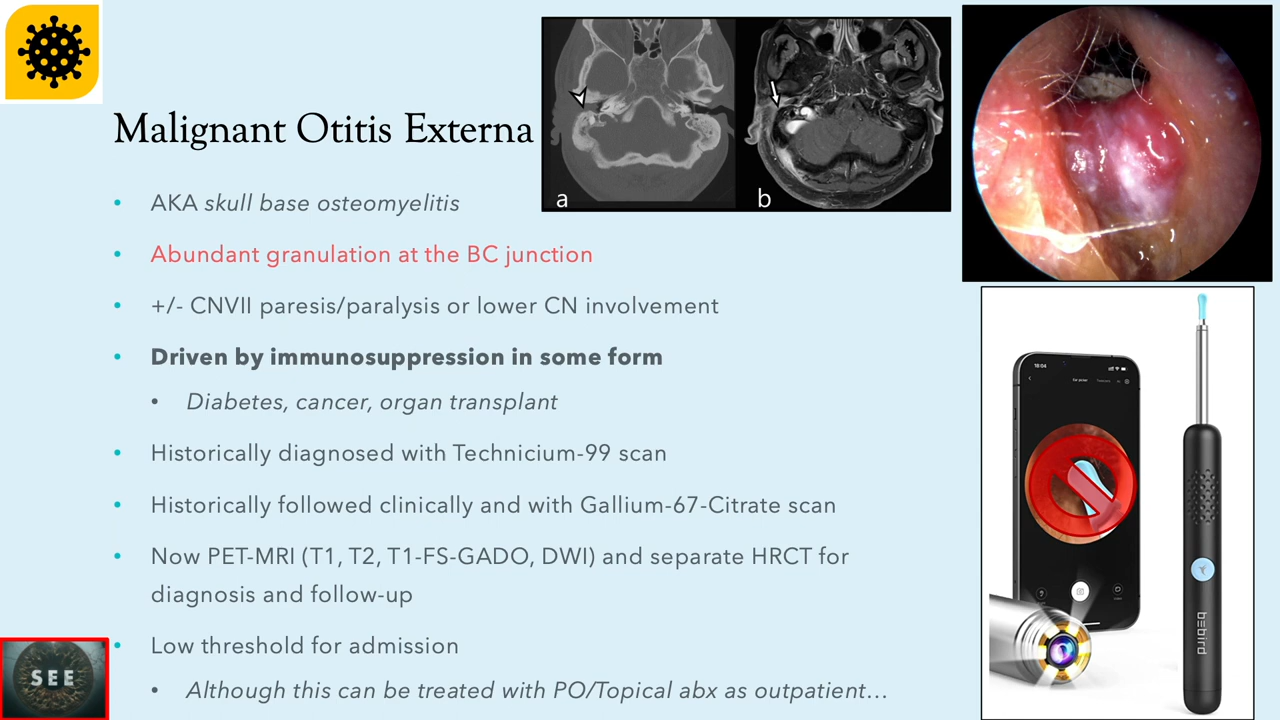 Malignant Otitis Externa
a
b
• AKA skull base osteomyelitis
• Abundant granulation at the BC junction
• +/- CNVII paresis/paralysis or lower CN involvement
• Driven by immunosuppression in some form
• Diabetes, cancer, organ transplant
• Historically diagnosed with Technicium-99 scan
• Historically followed clinically and with Gallium-67-Citrate scan
• Now PET-MRI (T1, T2, T1-FS-GADO, DWI) and separate HRCT for
diagnosis and follow-up
• Low threshold for admission
• Although this can be treated with PO/Topical abx as outpatient…
SEE
18:04
bebird